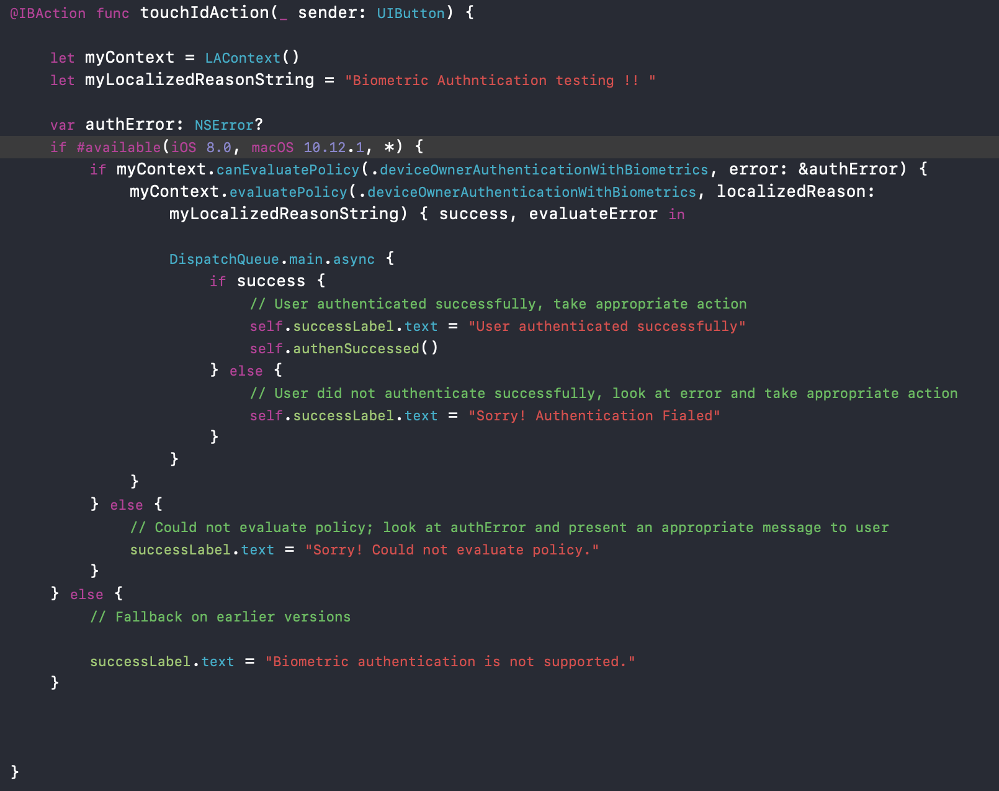 @IBAction func touchIdAction(_ sender: UIButton) {
let myContext = LAContext()
let myLocalizedReasonString = "Biometric Authntication testing !! "
var authError: NSError?
if #available(iOS 8.0, macOS 10.12.1, *) {
if myContext.canEvaluatePolicy(.deviceOwnerAuthenticationWithBiometrics, error: &authError) {
myContext.evaluatePolicy(.deviceOwnerAuthenticationWithBiometrics, localizedReason:
myLocalizedReasonString) { success, evaluateError in
DispatchQueue.main.async {
if success {
// User authenticated successfully, take appropriate action
self.successLabel.text = "User authenticated successfully"
self.authenSuccessed()
} else {
// User did not authenticate successfully, look at error and take appropriate action
self.successLabel.text = "Sorry! Authentication Fialed"
}
}
}
} else {
// Could not evaluate policy; look at authError and present an appropriate message to user
successLabel.text = "Sorry! Could not evaluate policy."
}
} else {
// Fallback on earlier versions
successLabel.text = "Biometric authentication is not supported."
}
}